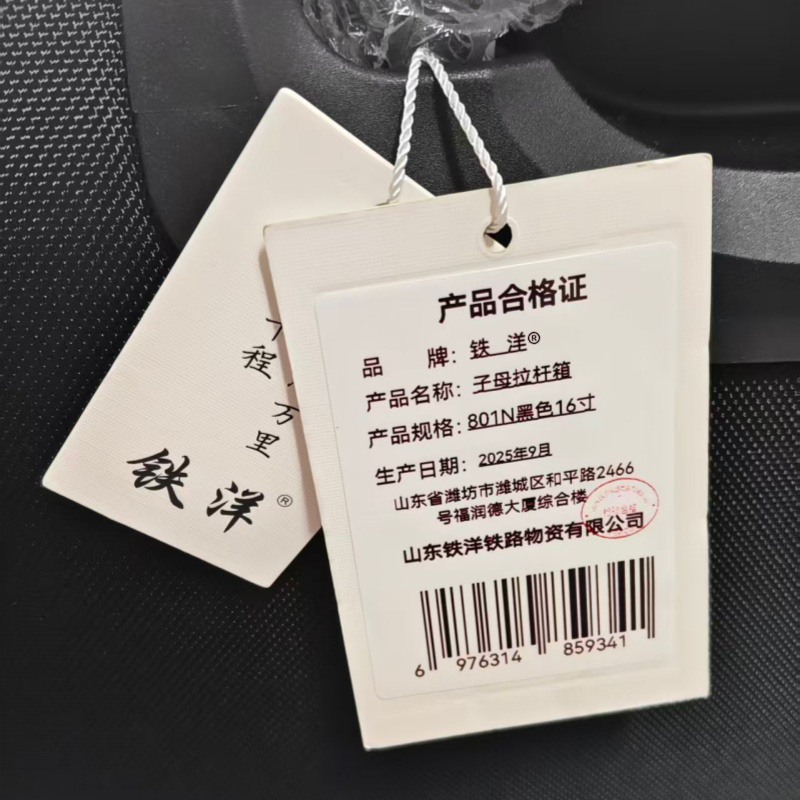 产品合格证
品 牌：铁 洋®
产品名称：子母拉杆箱
产品规格：801N黑色16寸
生产日期：2025年9月
山东省潍坊市潍城区和平路2466
号福润德大厦综合楼
山东铁洋铁路物资有限公司
6 976314 859341
程
万
里
铁洋®